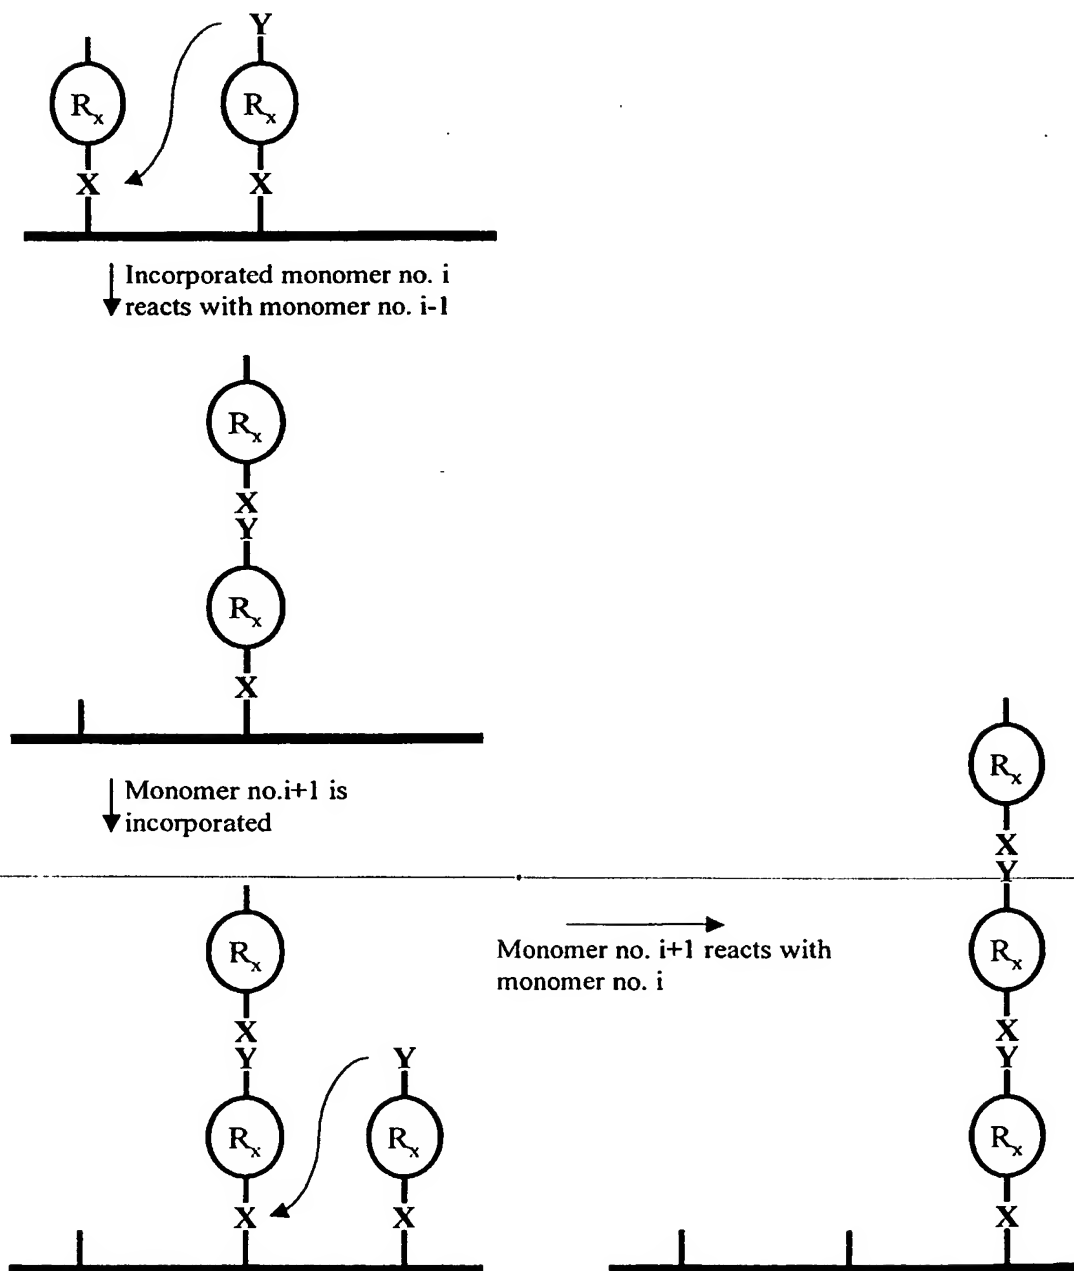 Y
Rx Rx
X X
Incorporated monomer no. i
reacts with monomer no. i-1
Rx
X
Y
Rx
X
Monomer no.i+1 is
incorporated
Rx
X
Y
Rx
X
Y
Rx
X
Monomer no. i+1 reacts with
monomer no. i
Rx
X
Y
Rx
X
Y
Rx
X